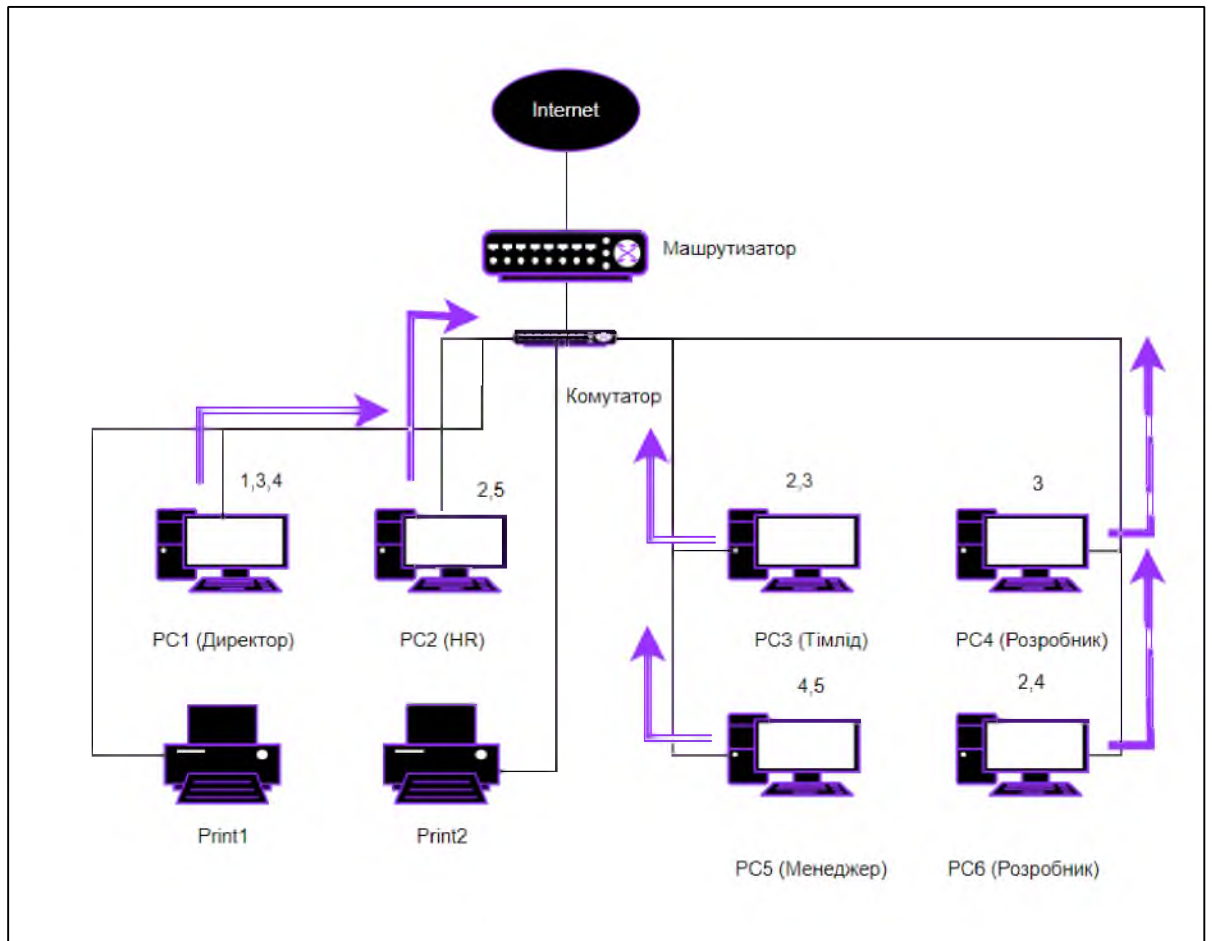 Internet
Машрутизатор
Комутатор
1,3,4
2,5
2,3
3
PC1 (Директор)
PC2 (HR)
PC3 (Тімлід)
PC4 (Розробник)
4,5
2,4
Print1
Print2
PC5 (Менеджер)
PC6 (Розробник)